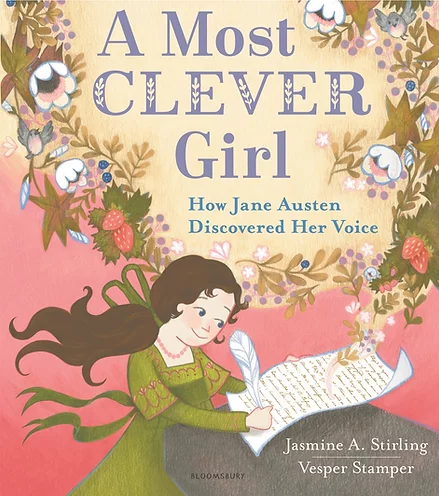 A Most
CLEVER
Girl
How Jane Austen
Discovered Her Voice
Jasmine A. Stirling
Vesper Stamper
BLOOMSBURY